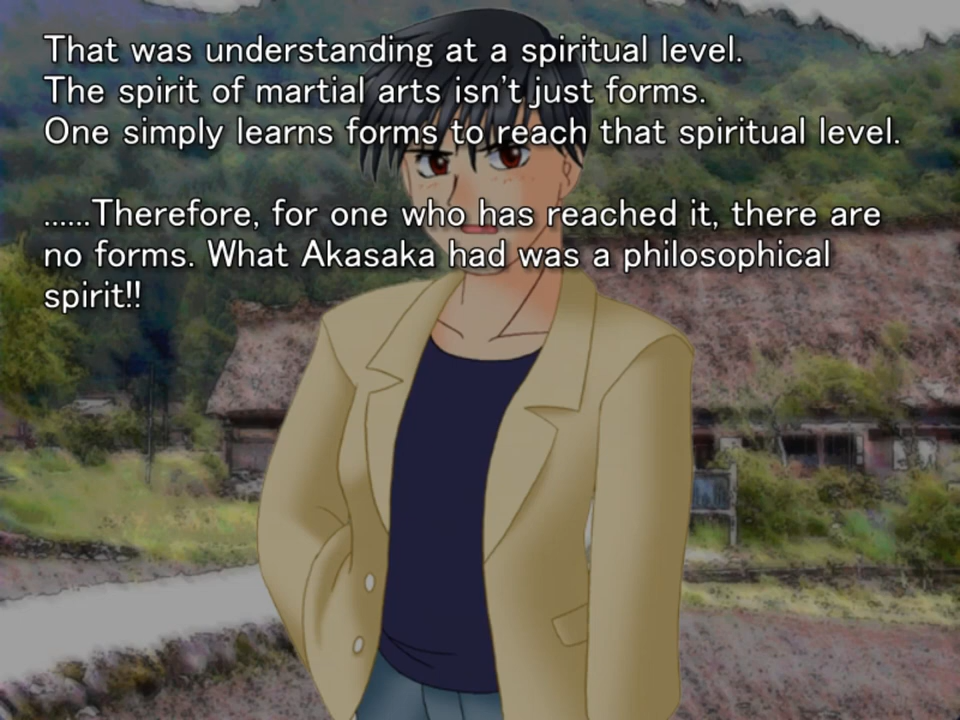 That was understanding at a spiritual level.
The spirit of martial arts isn't just forms.
One simply learns forms to reach that spiritual level.
......Therefore, for one who has reached it, there are
no forms. What Akasaka had was a philosophical
spirit!!